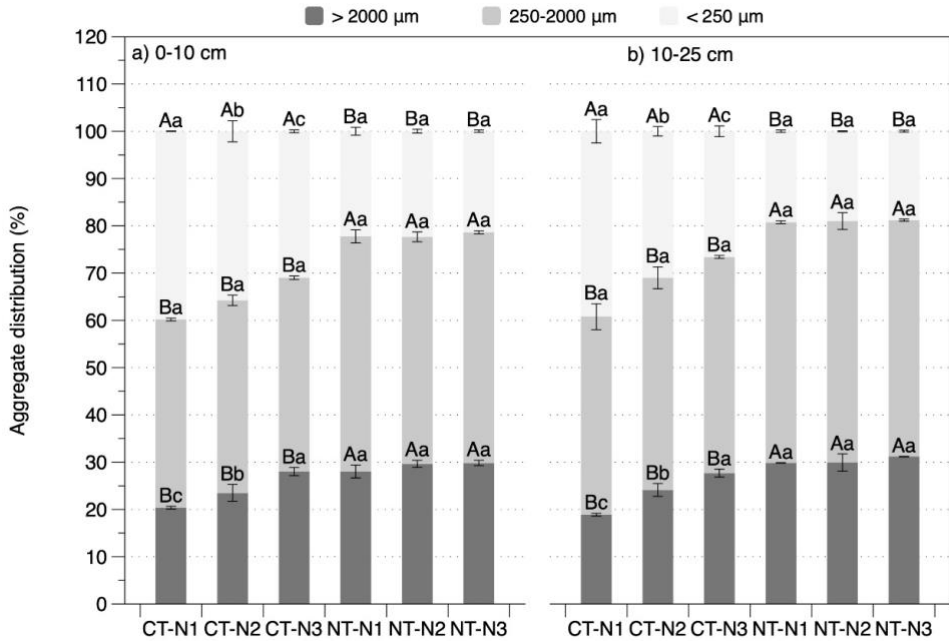 > 2000 µm 250-2000 µm < 250 µm
a) 0-10 cm b) 10-25 cm
Aggregate distribution (%)
120
110
100
90
80
70
60
50
40
30
20
10
0
Aa Ab Ac Ba Ba Ba
Ba Ba Ba Aa Aa Aa
Bc Bb Ba Aa Aa Aa
Aa Ab Ac Ba Ba Ba
Ba Ba Ba Aa Aa Aa
Bc Bb Ba Aa Aa Aa
CT-N1 CT-N2 CT-N3 NT-N1 NT-N2 NT-N3
CT-N1 CT-N2 CT-N3 NT-N1 NT-N2 NT-N3